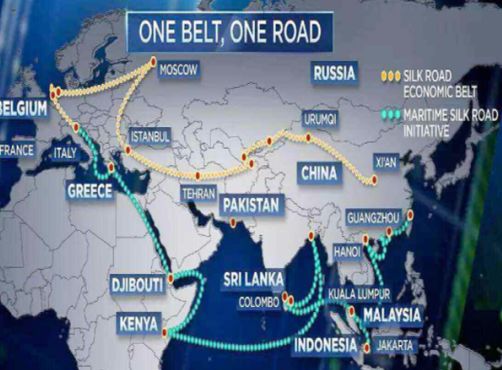 ONE BELT, ONE ROAD
MOSCOW
RUSSIA
SILK ROAD
ECONOMIC BELT
MARITIME SILK ROAD
INITIATIVE
BELGIUM
URUMQI
ISTANBUL
FRANCE
ITALY
CHINA
XI'AN
GREECE
TEHRAN
PAKISTAN
GUANGZHOU
HANOI
DJIBOUTI
SRI LANKA
COLOMBO
KUALA LUMPUR
KENYA
MALAYSIA
INDONESIA
JAKARTA